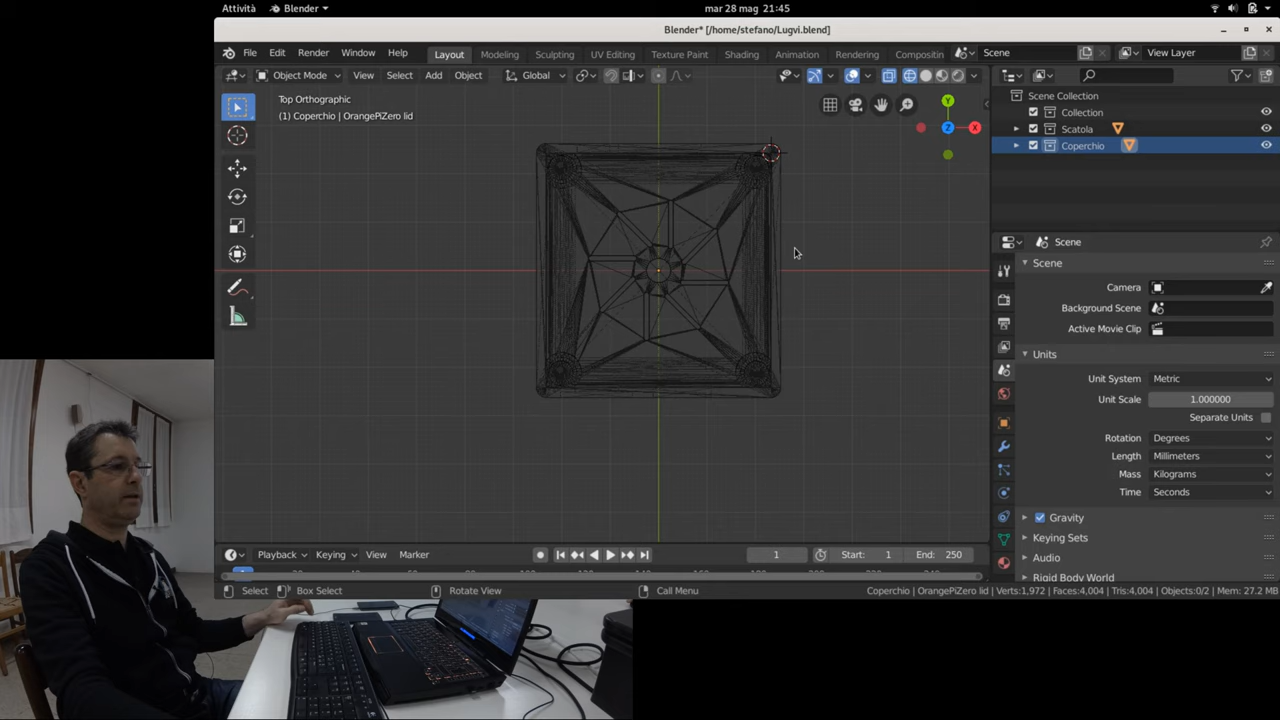 Attività
Blender
mar 28 mag 21:45
Blender* [/home/stefano/Lugvi.blend]
File Edit Render Window Help
Layout Modeling Sculpting UV Editing Texture Paint Shading Animation Rendering Compositin
Scene
View Layer
Object Mode View Select Add Object Global
Top Orthographic
(1) Coperchio | OrangePiZero lid
Y
Z
X
Scene Collection
Collection
Scatola
Coperchio
Scene
Scene
Camera
Background Scene
Active Movie Clip
Units
Unit System Metric
Unit Scale 1.000000
Separate Units
Rotation Degrees
Length Millimeters
Mass Kilograms
Time Seconds
Gravity
Keying Sets
Audio
Rigid Body World
Playback Keying View Marker
1
Start: 1
End: 250
Select
Box Select
Rotate View
Call Menu
Coperchio | OrangePiZero lid | Verts:1,972 | Faces:4,004 | Tris:4,004 | Objects:0/2 | Mem: 27.2 MB